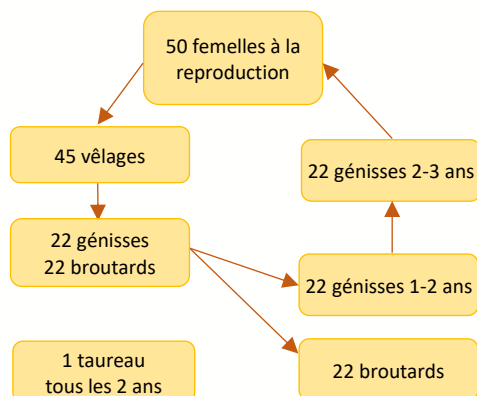 50 femelles à la
reproduction
45 vêlages
22 génisses
22 broutards
22 génisses 2-3 ans
22 génisses 1-2 ans
22 broutards
1 taureau
tous les 2 ans